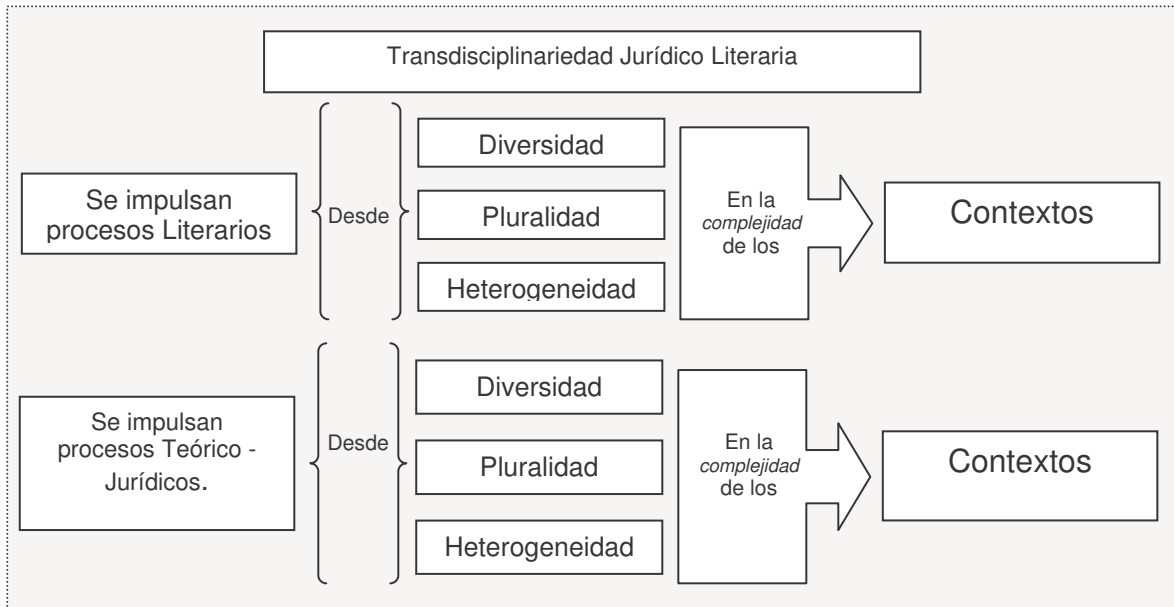 Transdisciplinariedad Jurídico Literaria
Se impulsan
procesos Literarios
Desde
Diversidad
Pluralidad
Heterogeneidad
En la
complejidad
de los
Contextos
Se impulsan
procesos Teórico -
Jurídicos.
Desde
Diversidad
Pluralidad
Heterogeneidad
En la
complejidad
de los
Contextos